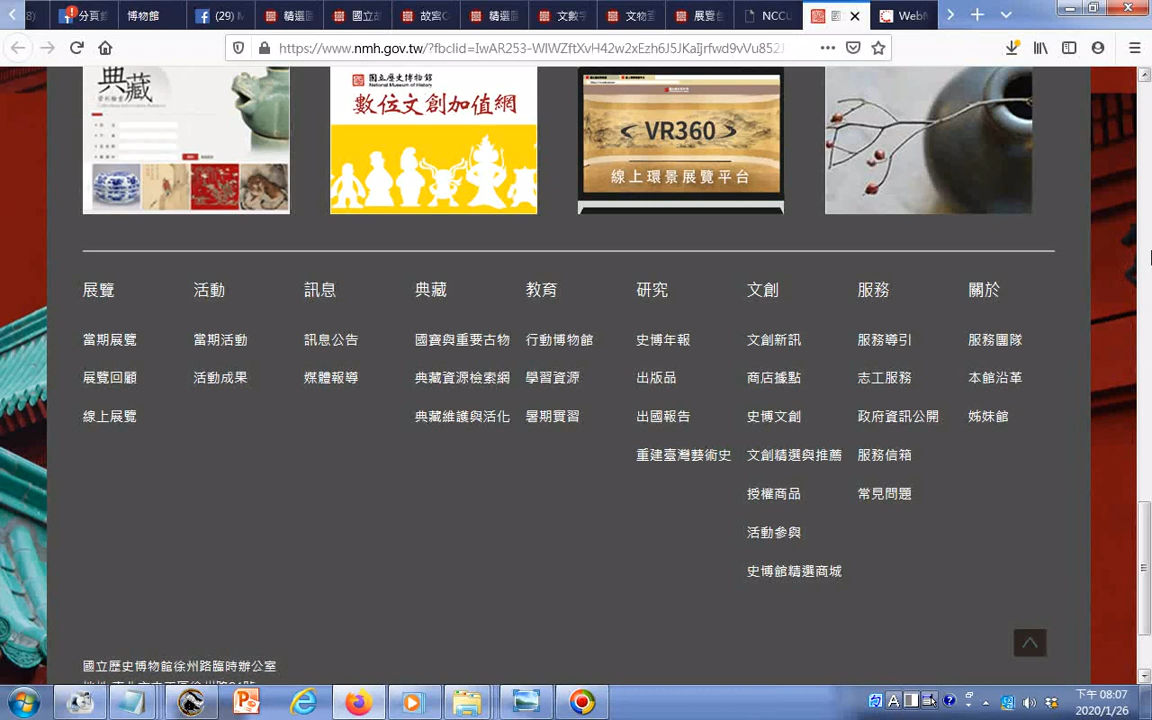 分頁
博物館
(29) M
精選
國立
故宮
精選
文數
文物
展覽
NCCU
WebM
https://www.nmh.gov.tw/?fbclid=IwAR253-WlWZftXvH42w2xEzh6J5JKaIjrfwd9vVu852
典藏
國立歷史博物館
National Museum of History
數位文創加值網
< VR360 >
線上環景展覽平台
展覽 活動 訊息 典藏 教育 研究 文創 服務 關於
當期展覽 當期活動 訊息公告 國寶與重要古物 行動博物館 史博年報 文創新訊 服務導引 服務團隊
展覽回顧 活動成果 媒體報導 典藏資源檢索網 學習資源 出版品 商店據點 志工服務 本館沿革
線上展覽 典藏維護與活化 暑期實習 出國報告 史博文創 政府資訊公開 姊妹館
重建臺灣藝術史 文創精選與推薦 服務信箱
授權商品 常見問題
活動參與
史博館精選商城
國立歷史博物館徐州路臨時辦公室
下午 08:07
2020/1/26